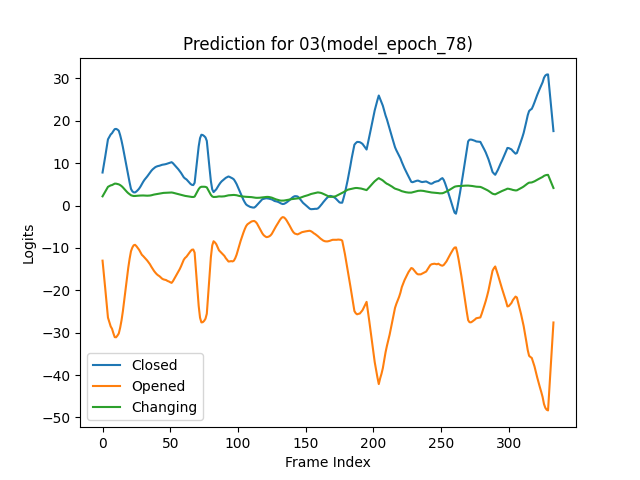 Prediction for 03(model_epoch_78)
30
20
10
0
−10
−20
−30
−40
−50
Logits
Closed
Opened
Changing
0 50 100 150 200 250 300
Frame Index